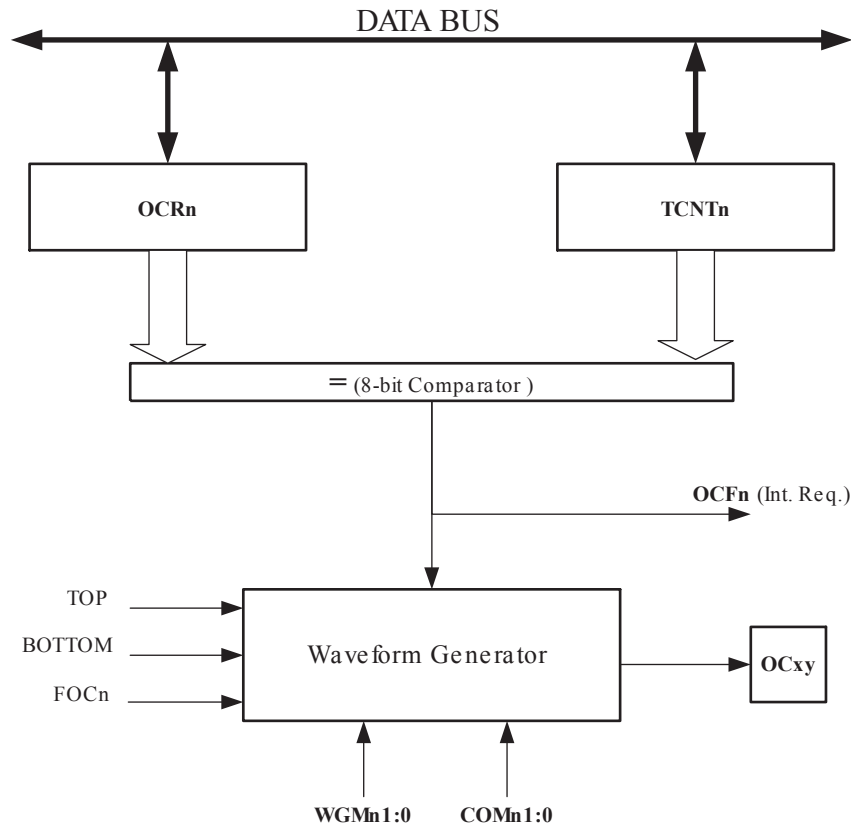 DATA BUS
OCRn
TCNTn
= (8-bit Comparator )
OCFn (Int. Req.)
TOP
BOTTOM
FOCn
Waveform Generator
OCxy
WGMn1:0
COMn1:0